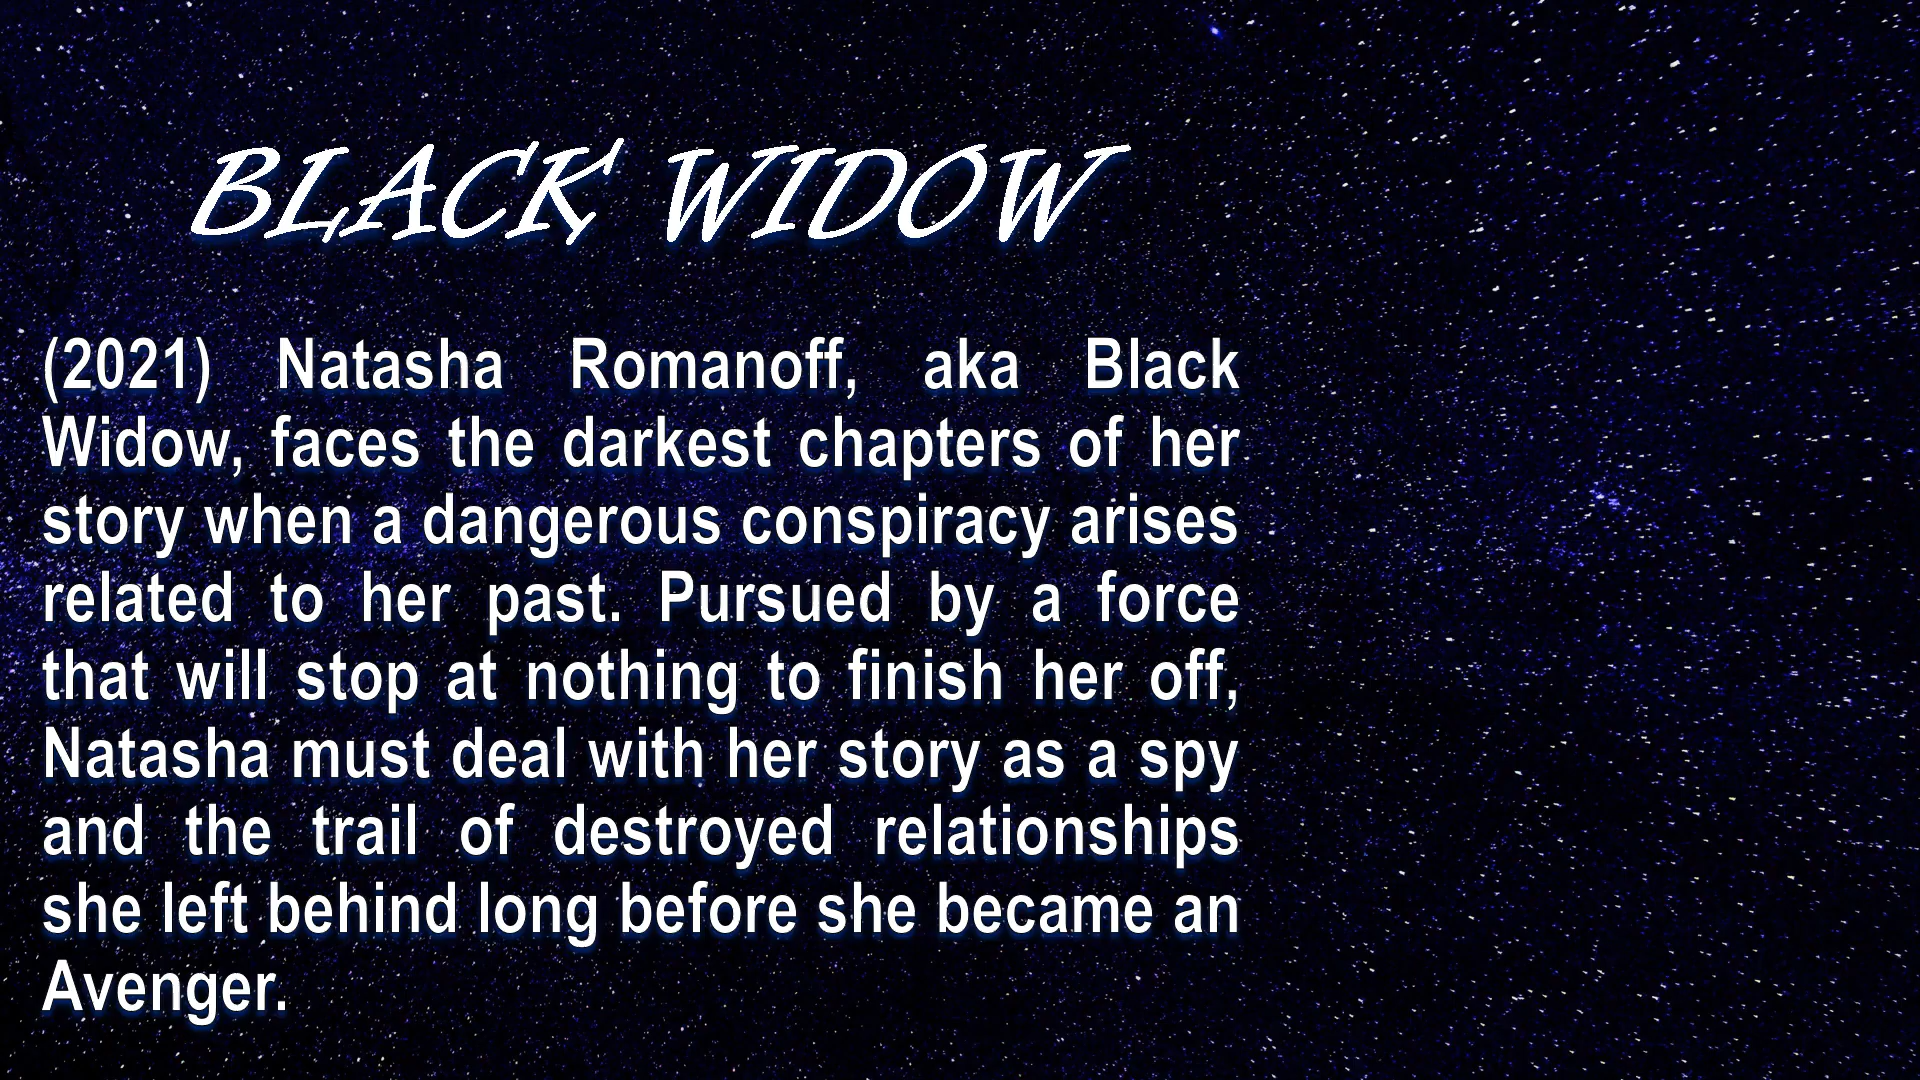 BLACK WIDOW
(2021) Natasha Romanoff, aka Black
Widow, faces the darkest chapters of her
story when a dangerous conspiracy arises
related to her past. Pursued by a force
that will stop at nothing to finish her off,
Natasha must deal with her story as a spy
and the trail of destroyed relationships
she left behind long before she became an
Avenger.